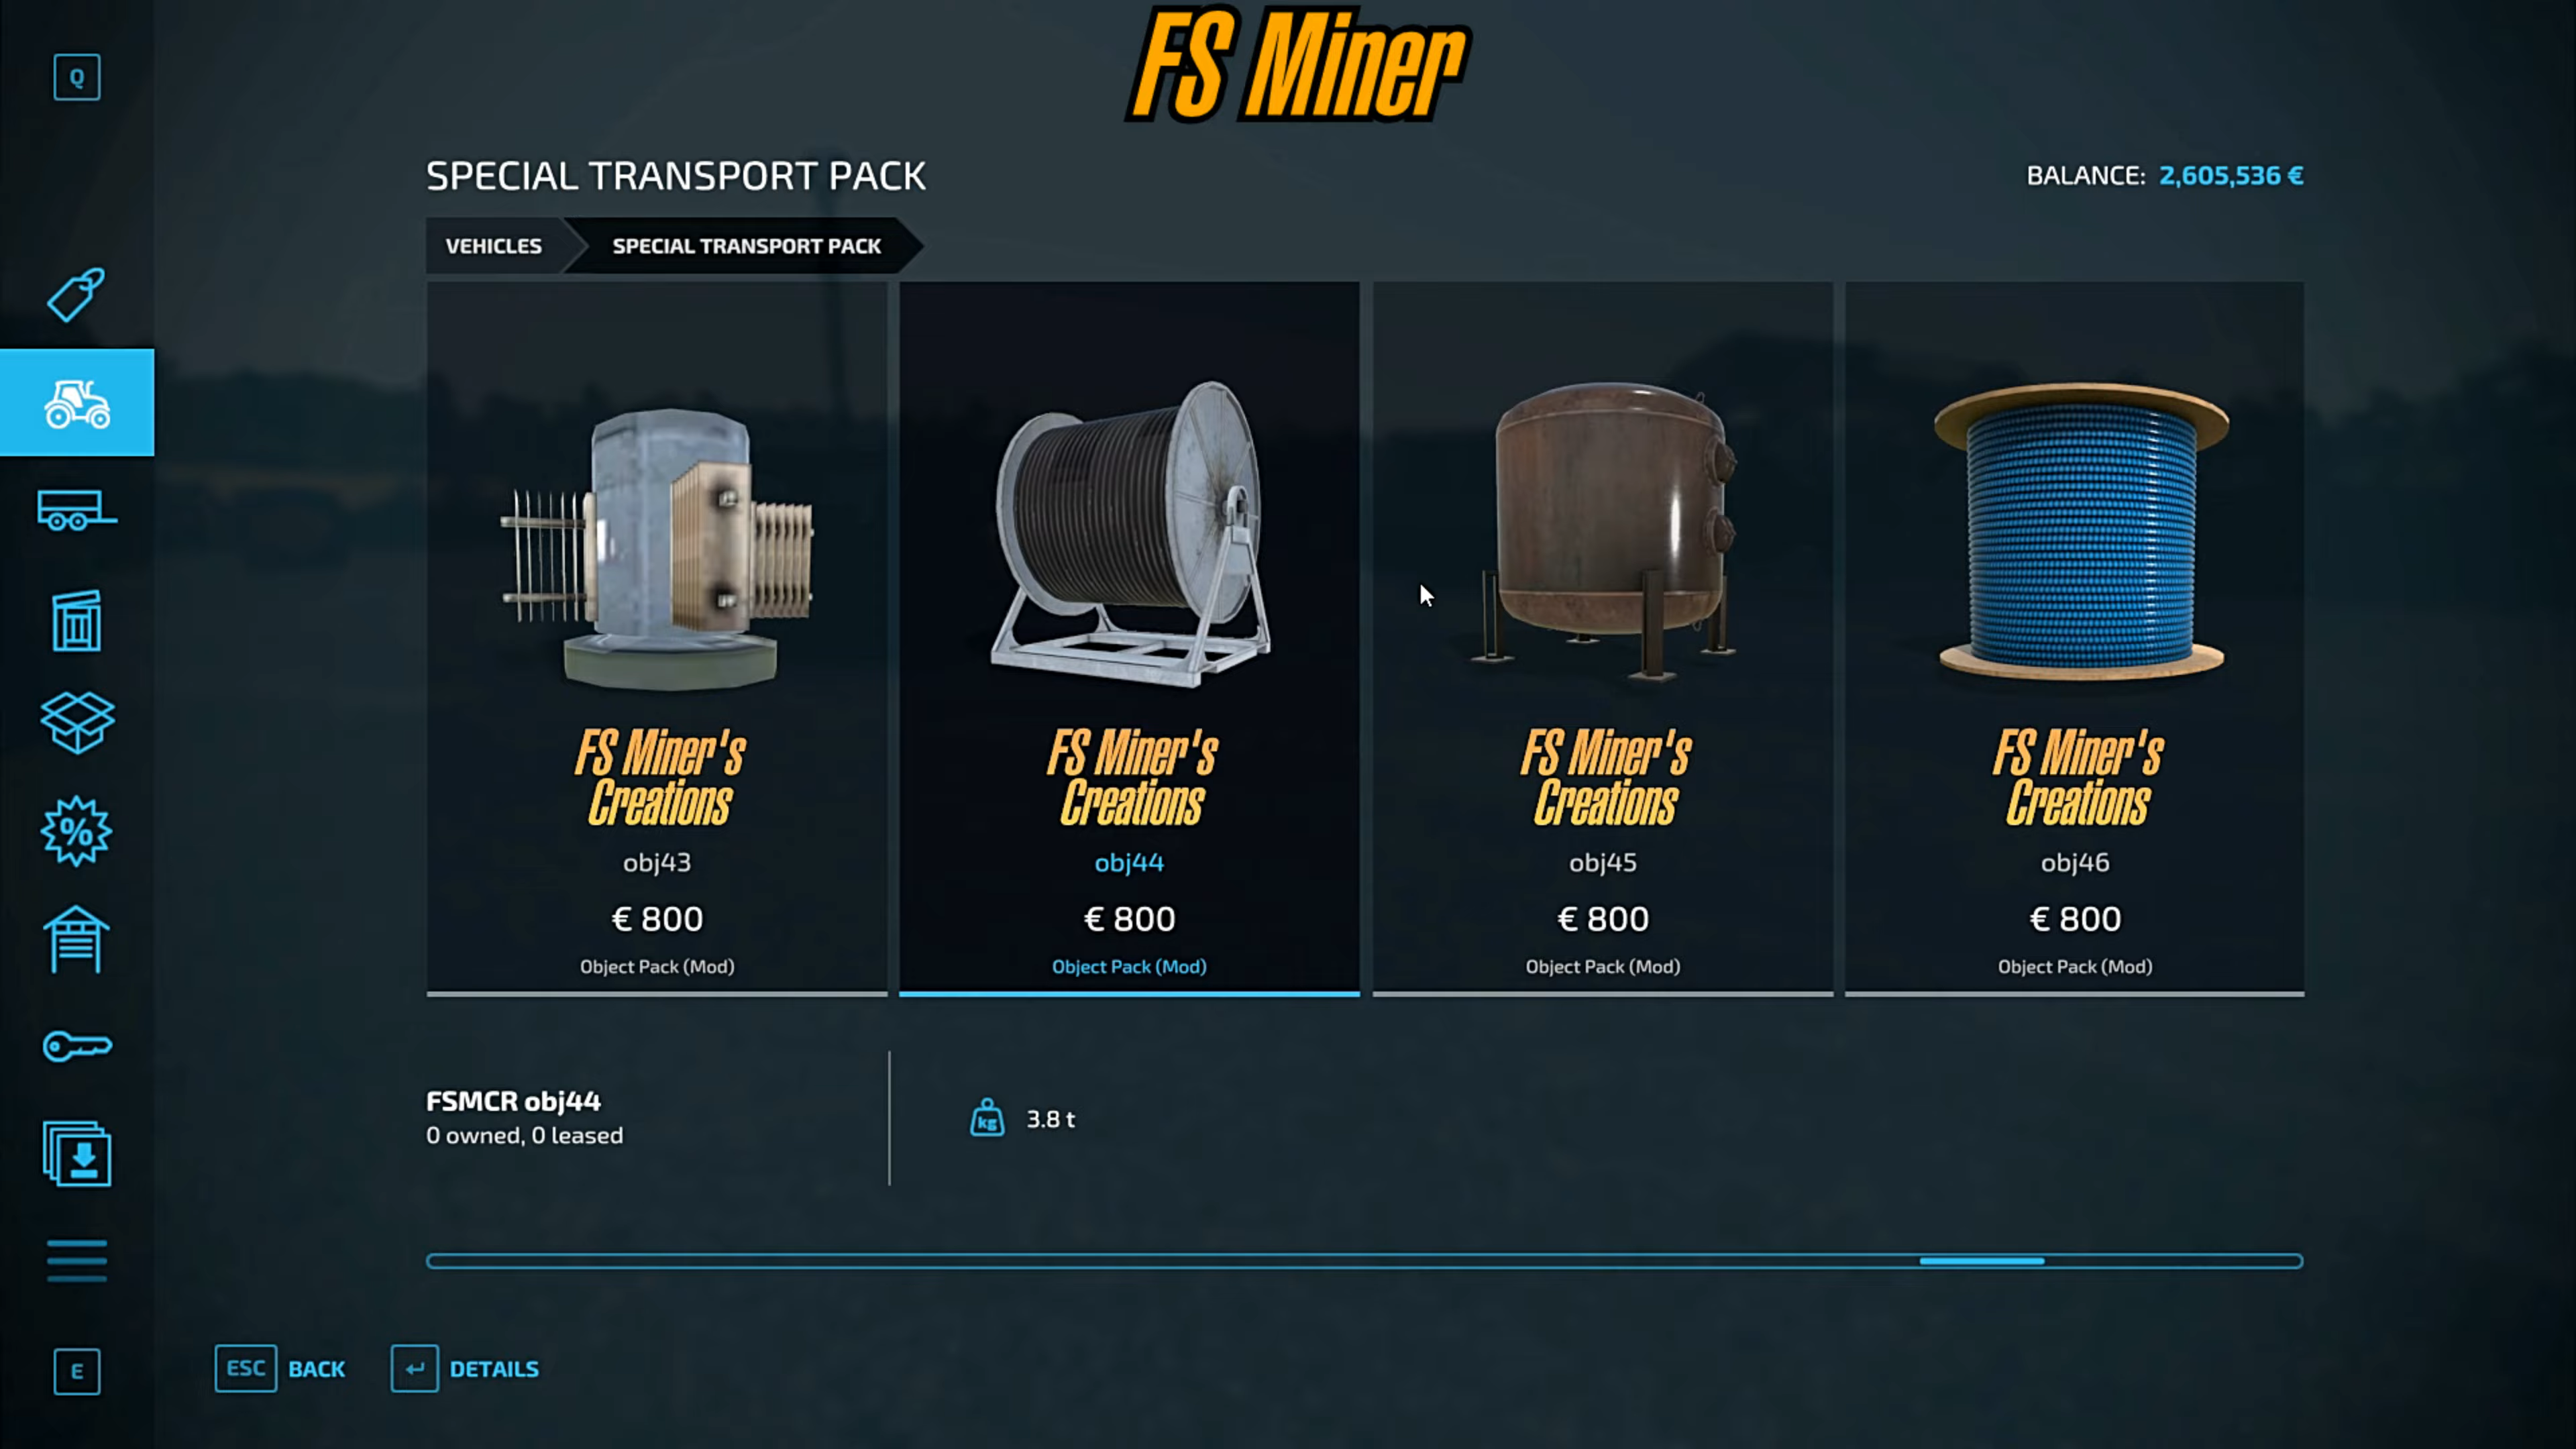 FS Miner
Q
SPECIAL TRANSPORT PACK
BALANCE: 2,605,536 €
VEHICLES
SPECIAL TRANSPORT PACK
FS Miner's
Creations
obj43
€ 800
Object Pack (Mod)
FS Miner's
Creations
obj44
€ 800
Object Pack (Mod)
FS Miner's
Creations
obj45
€ 800
Object Pack (Mod)
FS Miner's
Creations
obj46
€ 800
Object Pack (Mod)
%
FSMCR obj44
0 owned, 0 leased
kg
3.8 t
E
ESC BACK
DETAILS